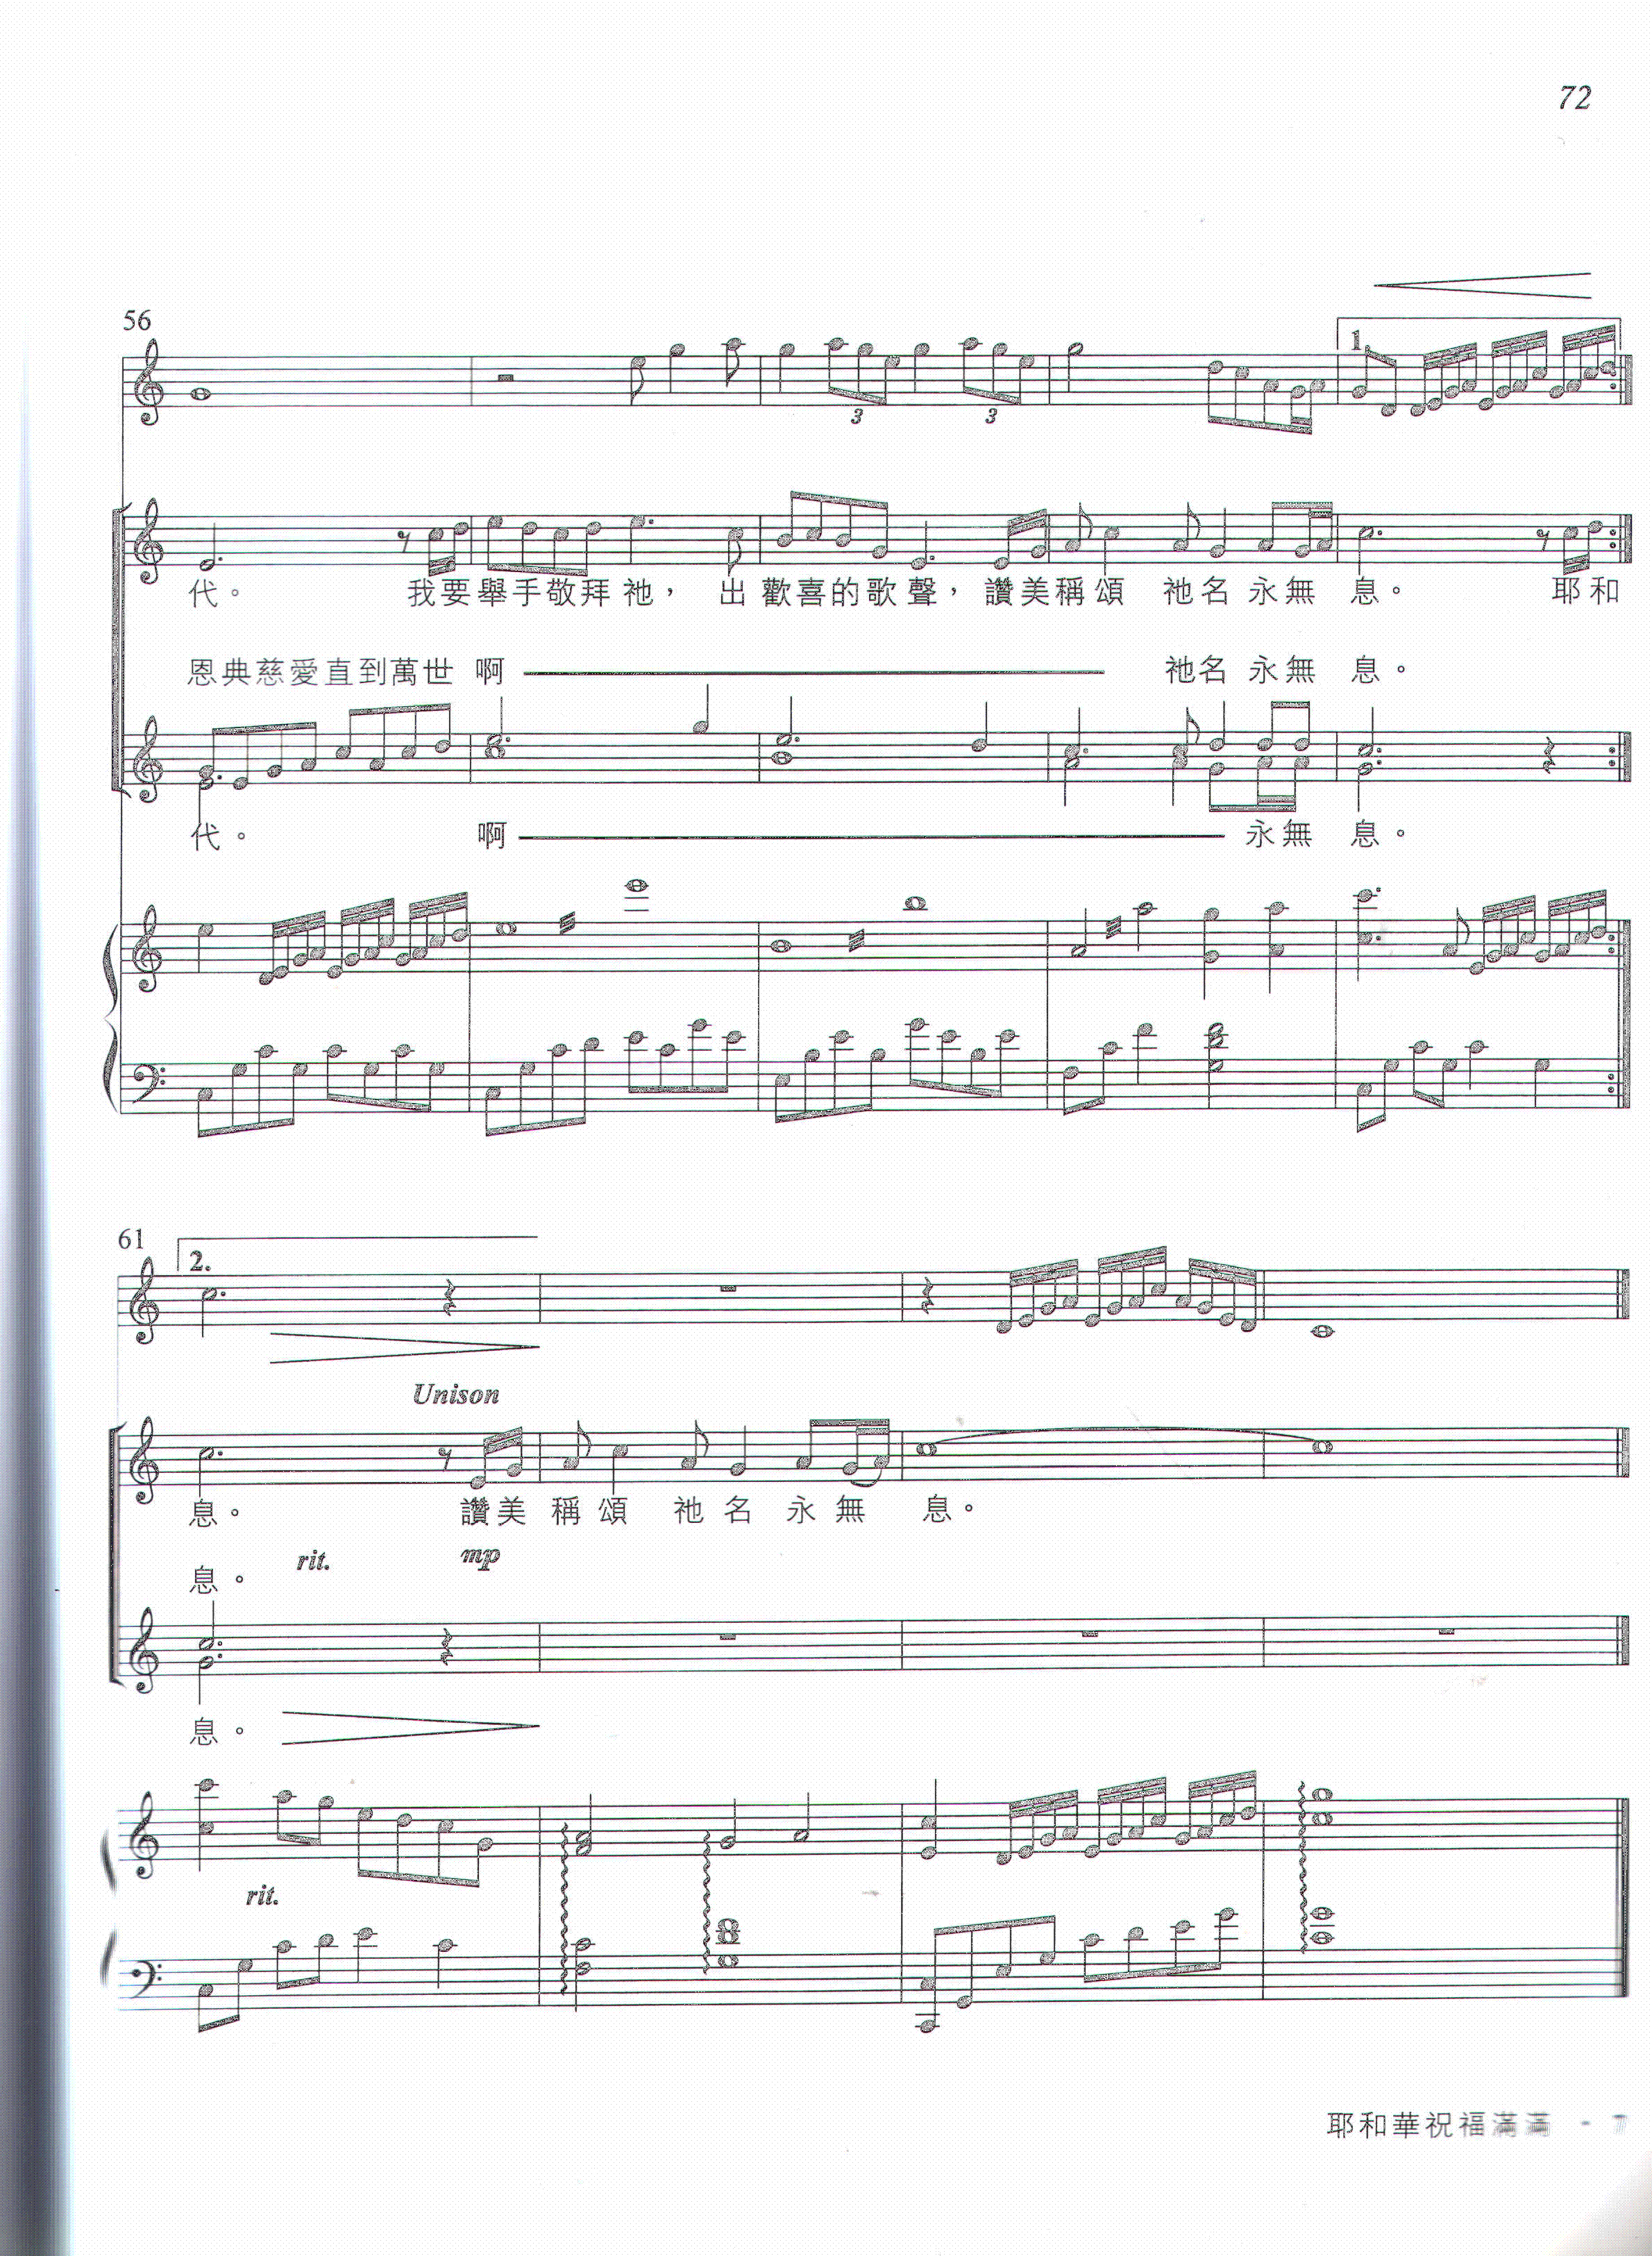 72
56
3 3
1.
代。 我要舉手敬拜祂， 出歡喜的歌聲，讚美稱頌 祂名永無 息。 耶和
恩典慈愛直到萬世 啊 祂名永無 息。
代。 啊 永無 息。
61
2.
Unison
息。 讚美稱頌 祂名 永無 息。
rit. mp
息。
息。
rit.
耶和華祝福滿滿 - 7